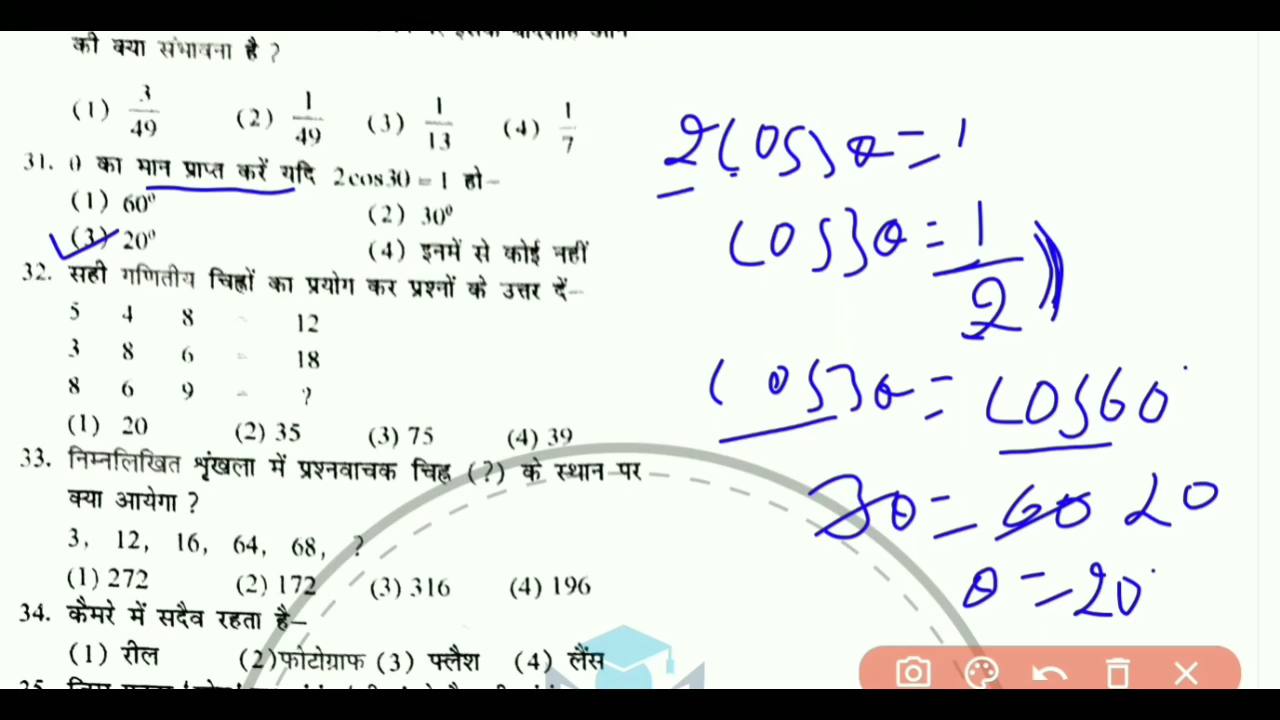 की क्या संभावना है ?
(1) 3/49 (2) 1/49 (3) 1/13 (4) 1/7
31. θ का मान प्राप्त करें यदि 2cos3θ = 1 हो–
(1) 60⁰ (2) 30⁰
(3) 20⁰ (4) इनमें से कोई नहीं
32. सही गणितीय चिह्नों का प्रयोग कर प्रश्नों के उत्तर दें–
5 4 8 - 12
3 8 6 - 18
8 6 9 - ?
(1) 20 (2) 35 (3) 75 (4) 39
33. निम्नलिखित शृंखला में प्रश्नवाचक चिह्न (?) के स्थान पर
क्या आयेगा ?
3, 12, 16, 64, 68, ?
(1) 272 (2) 172 (3) 316 (4) 196
34. कैमरे में सदैव रहता है–
(1) रील (2) फोटोग्राफ (3) फ्लैश (4) लैंस
2cos3θ = 1
cos3θ = 1/2
cos3θ = cos60°
3θ = 60 20
θ = 20°